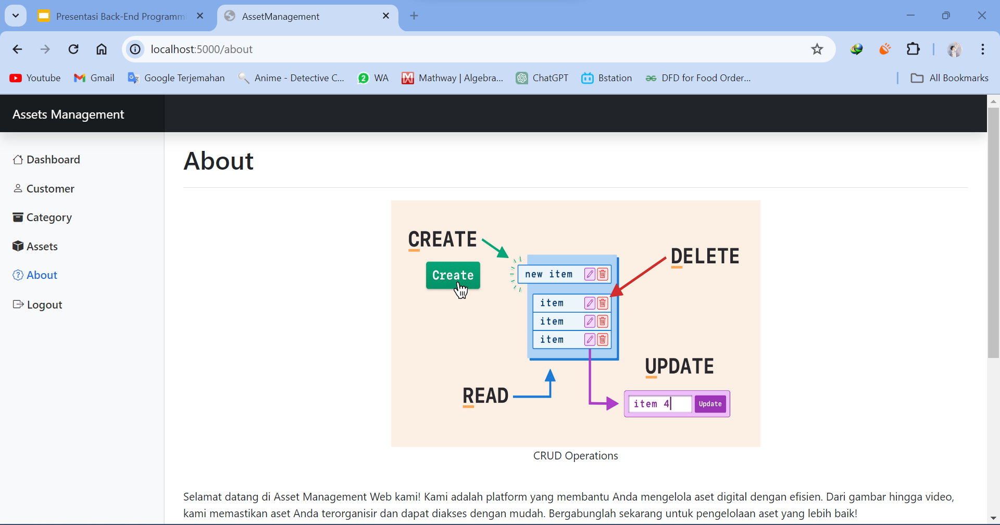 Presentasi Back-End Programmi
AssetManagement
localhost:5000/about
Youtube
Gmail
Google Terjemahan
Anime - Detective C...
2 WA
Mathway | Algebra...
ChatGPT
Bstation
DFD for Food Order...
All Bookmarks
Assets Management
Dashboard
Customer
Category
Assets
About
Logout
About
CREATE
Create
new item
DELETE
item
item
item
UPDATE
READ
item 4
Update
CRUD Operations
Selamat datang di Asset Management Web kami! Kami adalah platform yang membantu Anda mengelola aset digital dengan efisien. Dari gambar hingga video,
kami memastikan aset Anda terorganisir dan dapat diakses dengan mudah. Bergabunglah sekarang untuk pengelolaan aset yang lebih baik!